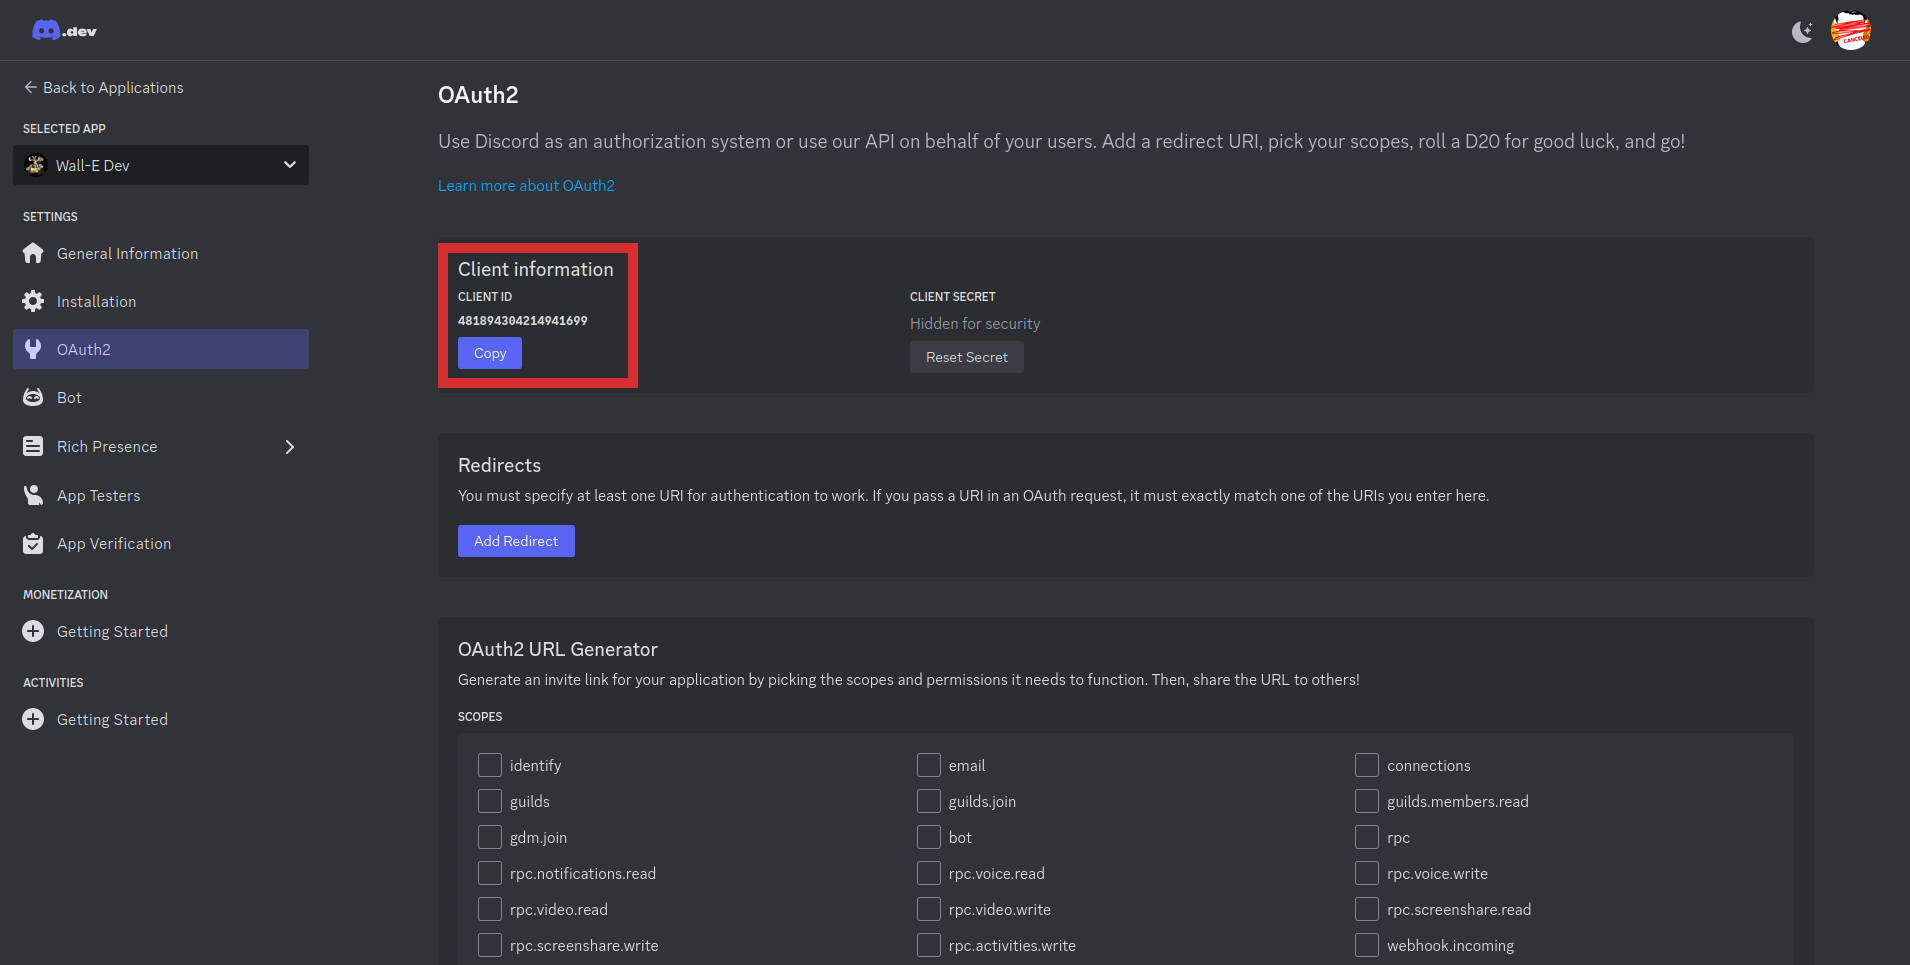 .dev
Back to Applications
SELECTED APP
Wall-E Dev
SETTINGS
General Information
Installation
OAuth2
Bot
Rich Presence
App Testers
App Verification
MONETIZATION
Getting Started
ACTIVITIES
Getting Started
OAuth2
Use Discord as an authorization system or use our API on behalf of your users. Add a redirect URI, pick your scopes, roll a D20 for good luck, and go!
Learn more about OAuth2
Client information
CLIENT ID
481894304214941699
Copy
CLIENT SECRET
Hidden for security
Reset Secret
Redirects
You must specify at least one URI for authentication to work. If you pass a URI in an OAuth request, it must exactly match one of the URIs you enter here.
Add Redirect
OAuth2 URL Generator
Generate an invite link for your application by picking the scopes and permissions it needs to function. Then, share the URL to others!
SCOPES
identify email connections
guilds guilds.join guilds.members.read
gdm.join bot rpc
rpc.notifications.read rpc.voice.read rpc.voice.write
rpc.video.read rpc.video.write rpc.screenshare.read
rpc.screenshare.write rpc.activities.write webhook.incoming